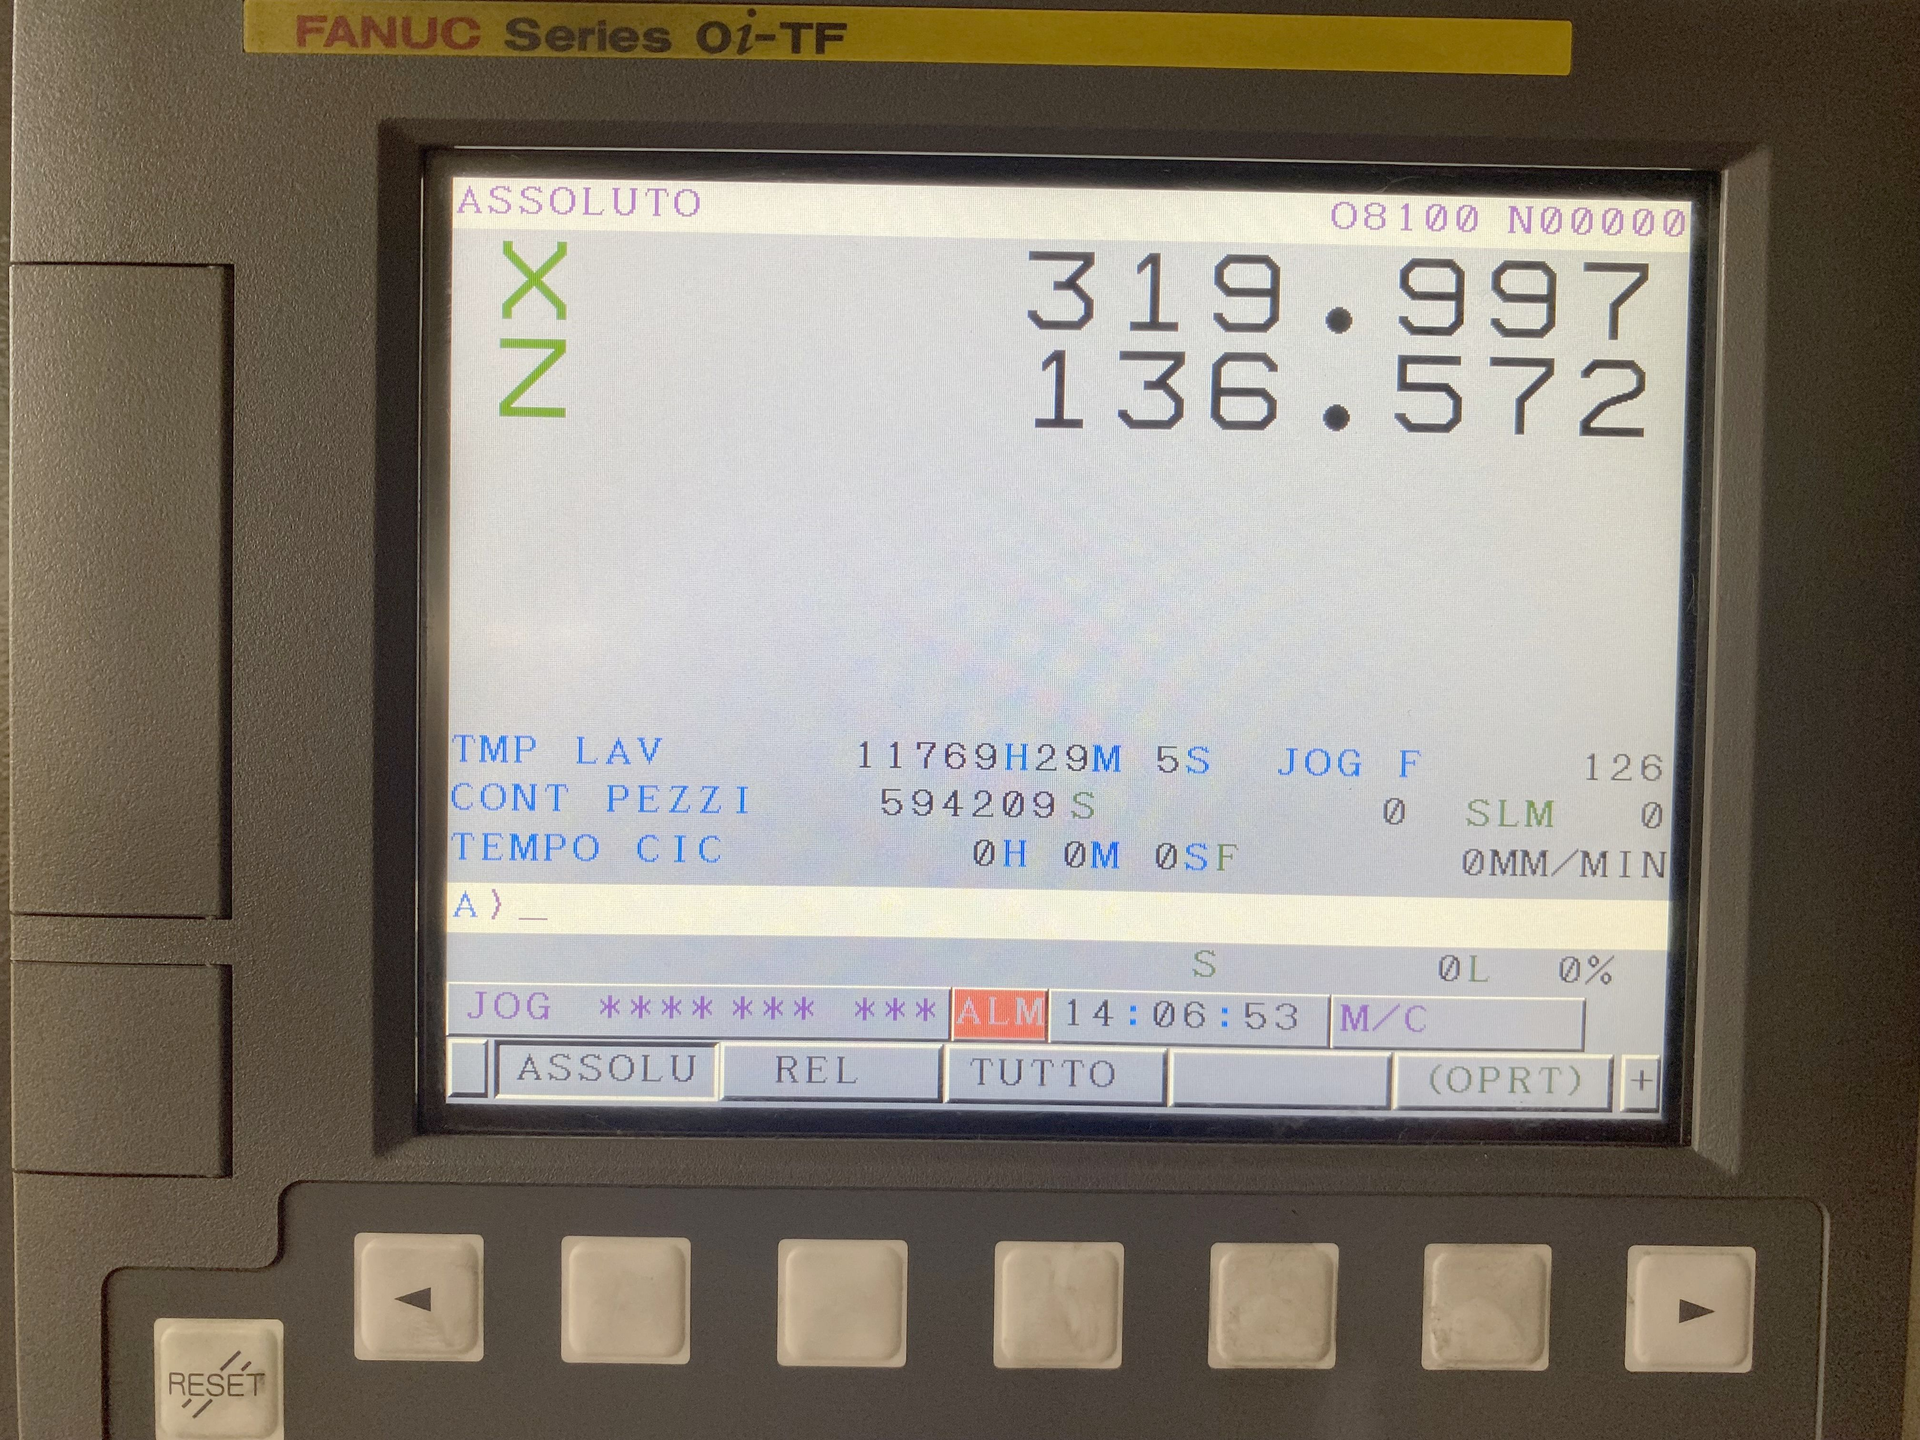 FANUC Series 0i-TF
ASSOLUTO O8100 N00000
X 319.997
Z 136.572
TMP LAV 11769H29M 5S JOG F 126
CONT PEZZI 594209 S 0 SLM 0
TEMPO CIC 0H 0M 0S F 0MM/MIN
A)_
S 0L 0%
JOG **** *** *** ALM 14:06:53 M/C
ASSOLU REL TUTTO (OPRT) +
◄ ►
RESET